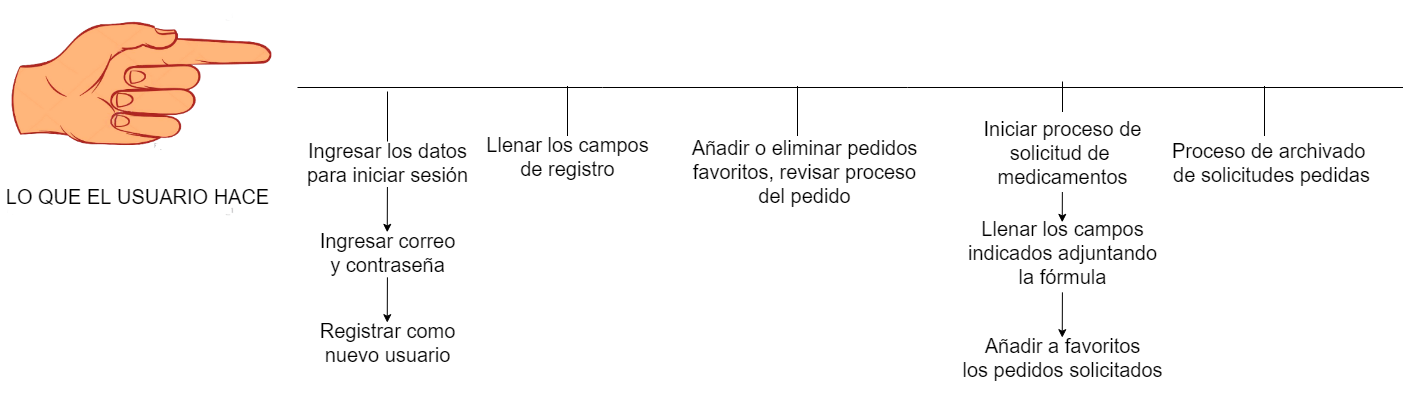 LO QUE EL USUARIO HACE
Ingresar los datos
para iniciar sesión
Ingresar correo
y contraseña
Registrar como
nuevo usuario
Llenar los campos
de registro
Añadir o eliminar pedidos
favoritos, revisar proceso
del pedido
Iniciar proceso de
solicitud de
medicamentos
Llenar los campos
indicados adjuntando
la fórmula
Añadir a favoritos
los pedidos solicitados
Proceso de archivado
de solicitudes pedidas